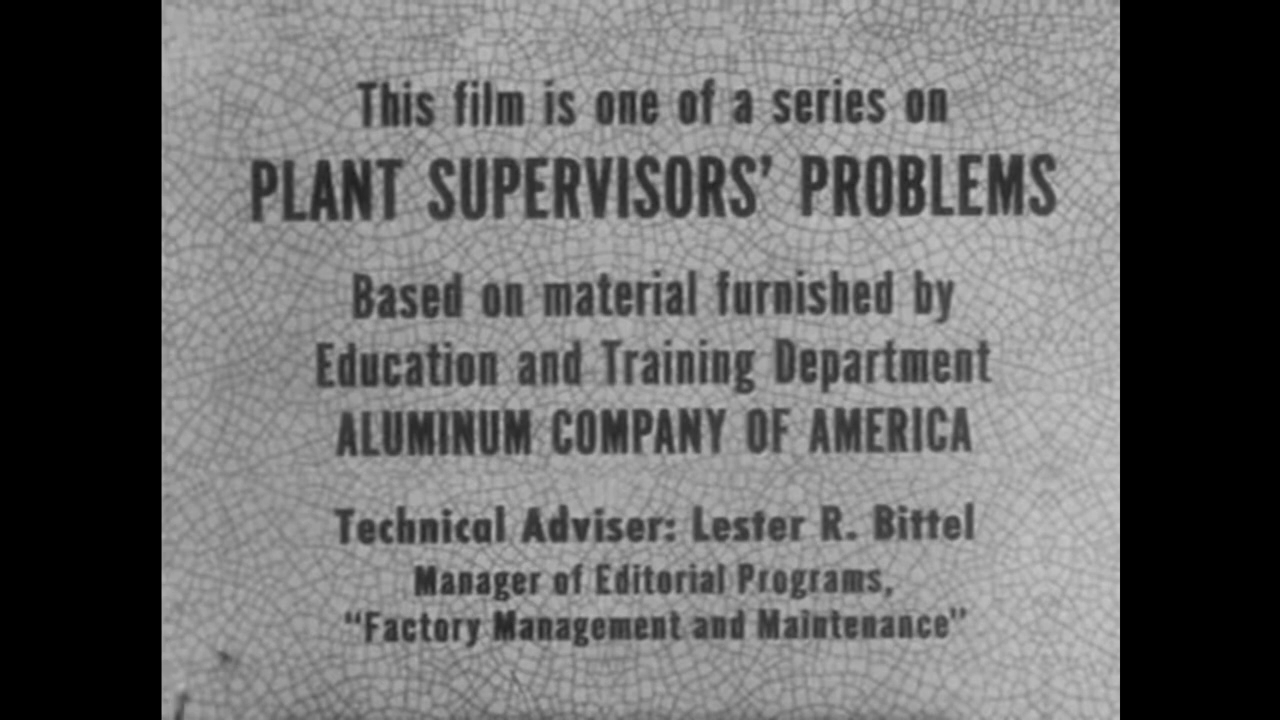 This film is one of a series on
PLANT SUPERVISORS' PROBLEMS
Based on material furnished by
Education and Training Department
ALUMINUM COMPANY OF AMERICA
Technical Adviser: Lester R. Bittel
Manager of Editorial Programs,
"Factory Management and Maintenance"